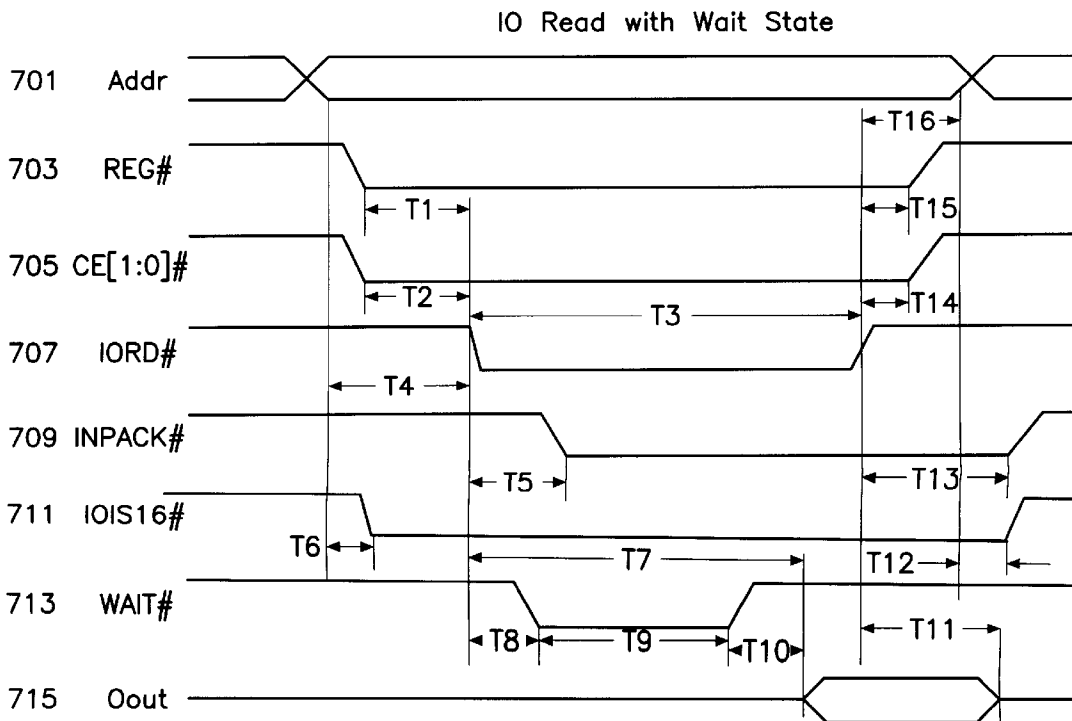 IO Read with Wait State
701 Addr
T16
703 REG#
T1
T15
705 CE[1:0]#
T2
T14
T3
707 IORD#
T4
709 INPACK#
T5
T13
711 IOIS16#
T6
T7
T12
713 WAIT#
T8
T9
T10
T11
715 Oout